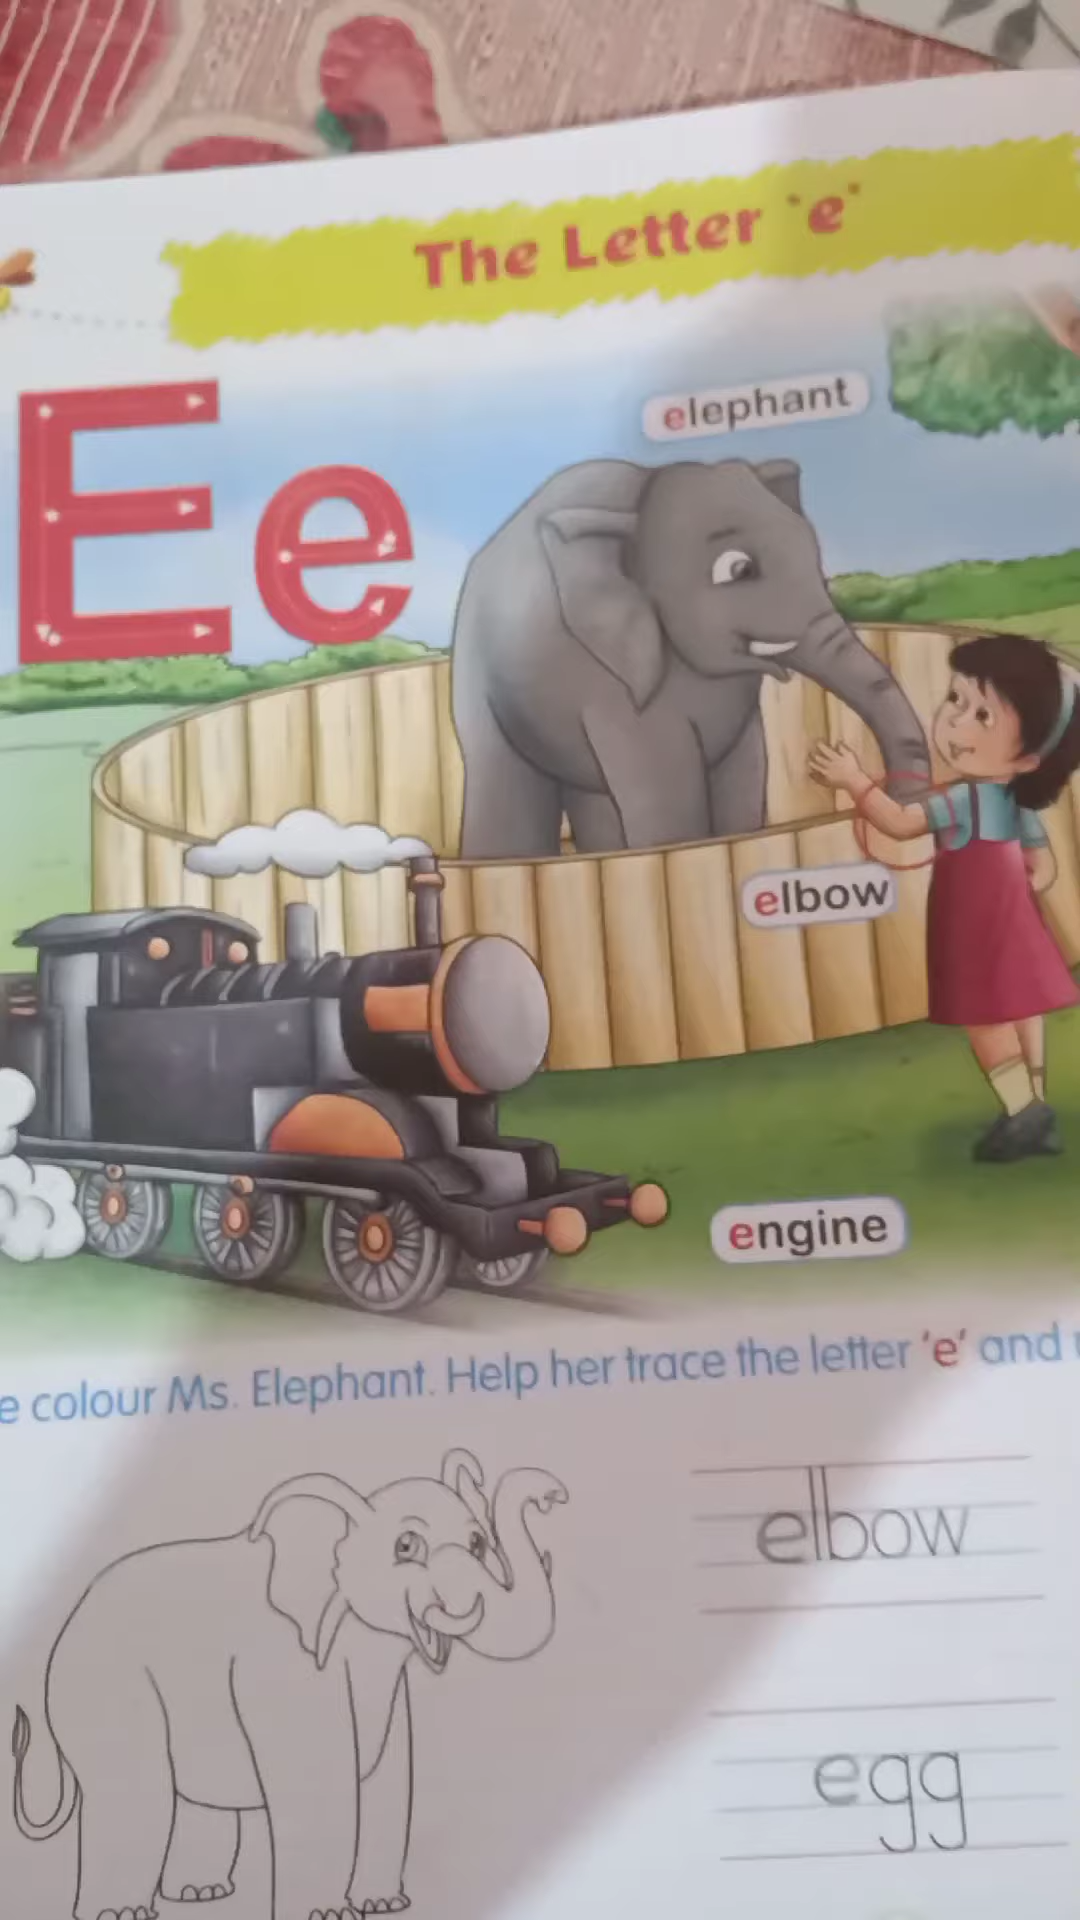 The Letter 'e'
Ee
elephant
elbow
engine
colour Ms. Elephant. Help her trace the letter 'e' and
elbow
egg